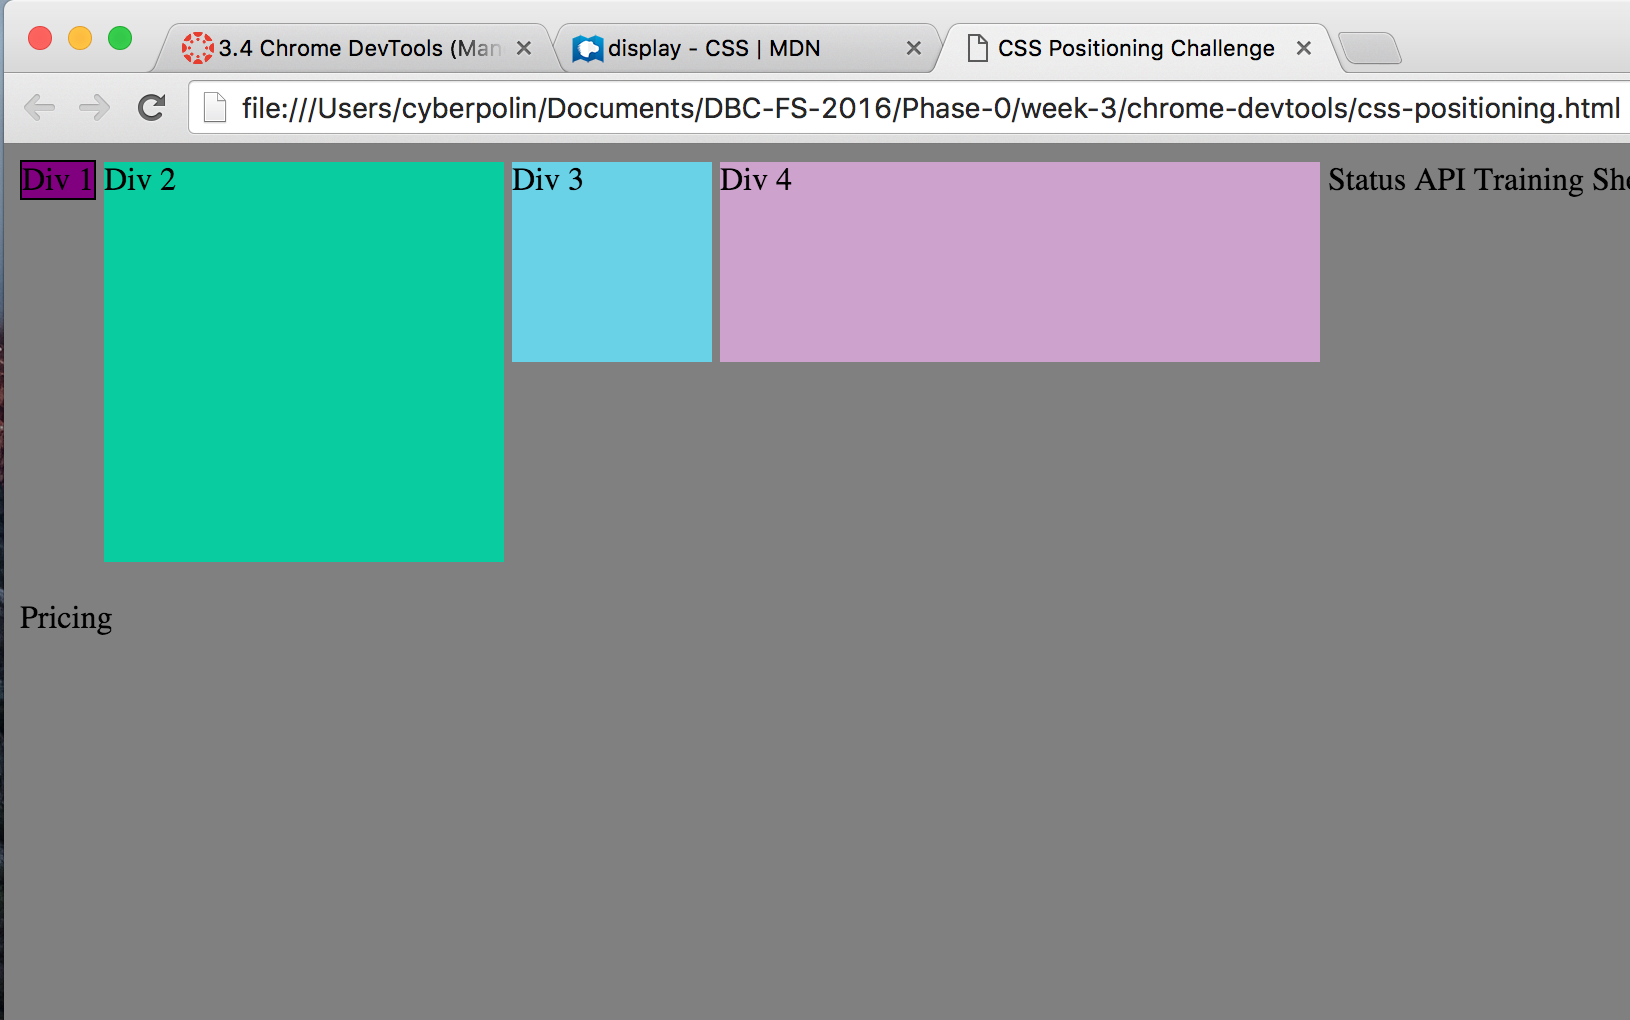 3.4 Chrome DevTools (Man
display - CSS | MDN
CSS Positioning Challenge
file:///Users/cyberpolin/Documents/DBC-FS-2016/Phase-0/week-3/chrome-devtools/css-positioning.html
Div 1 Div 2 Div 3 Div 4 Status API Training
Pricing